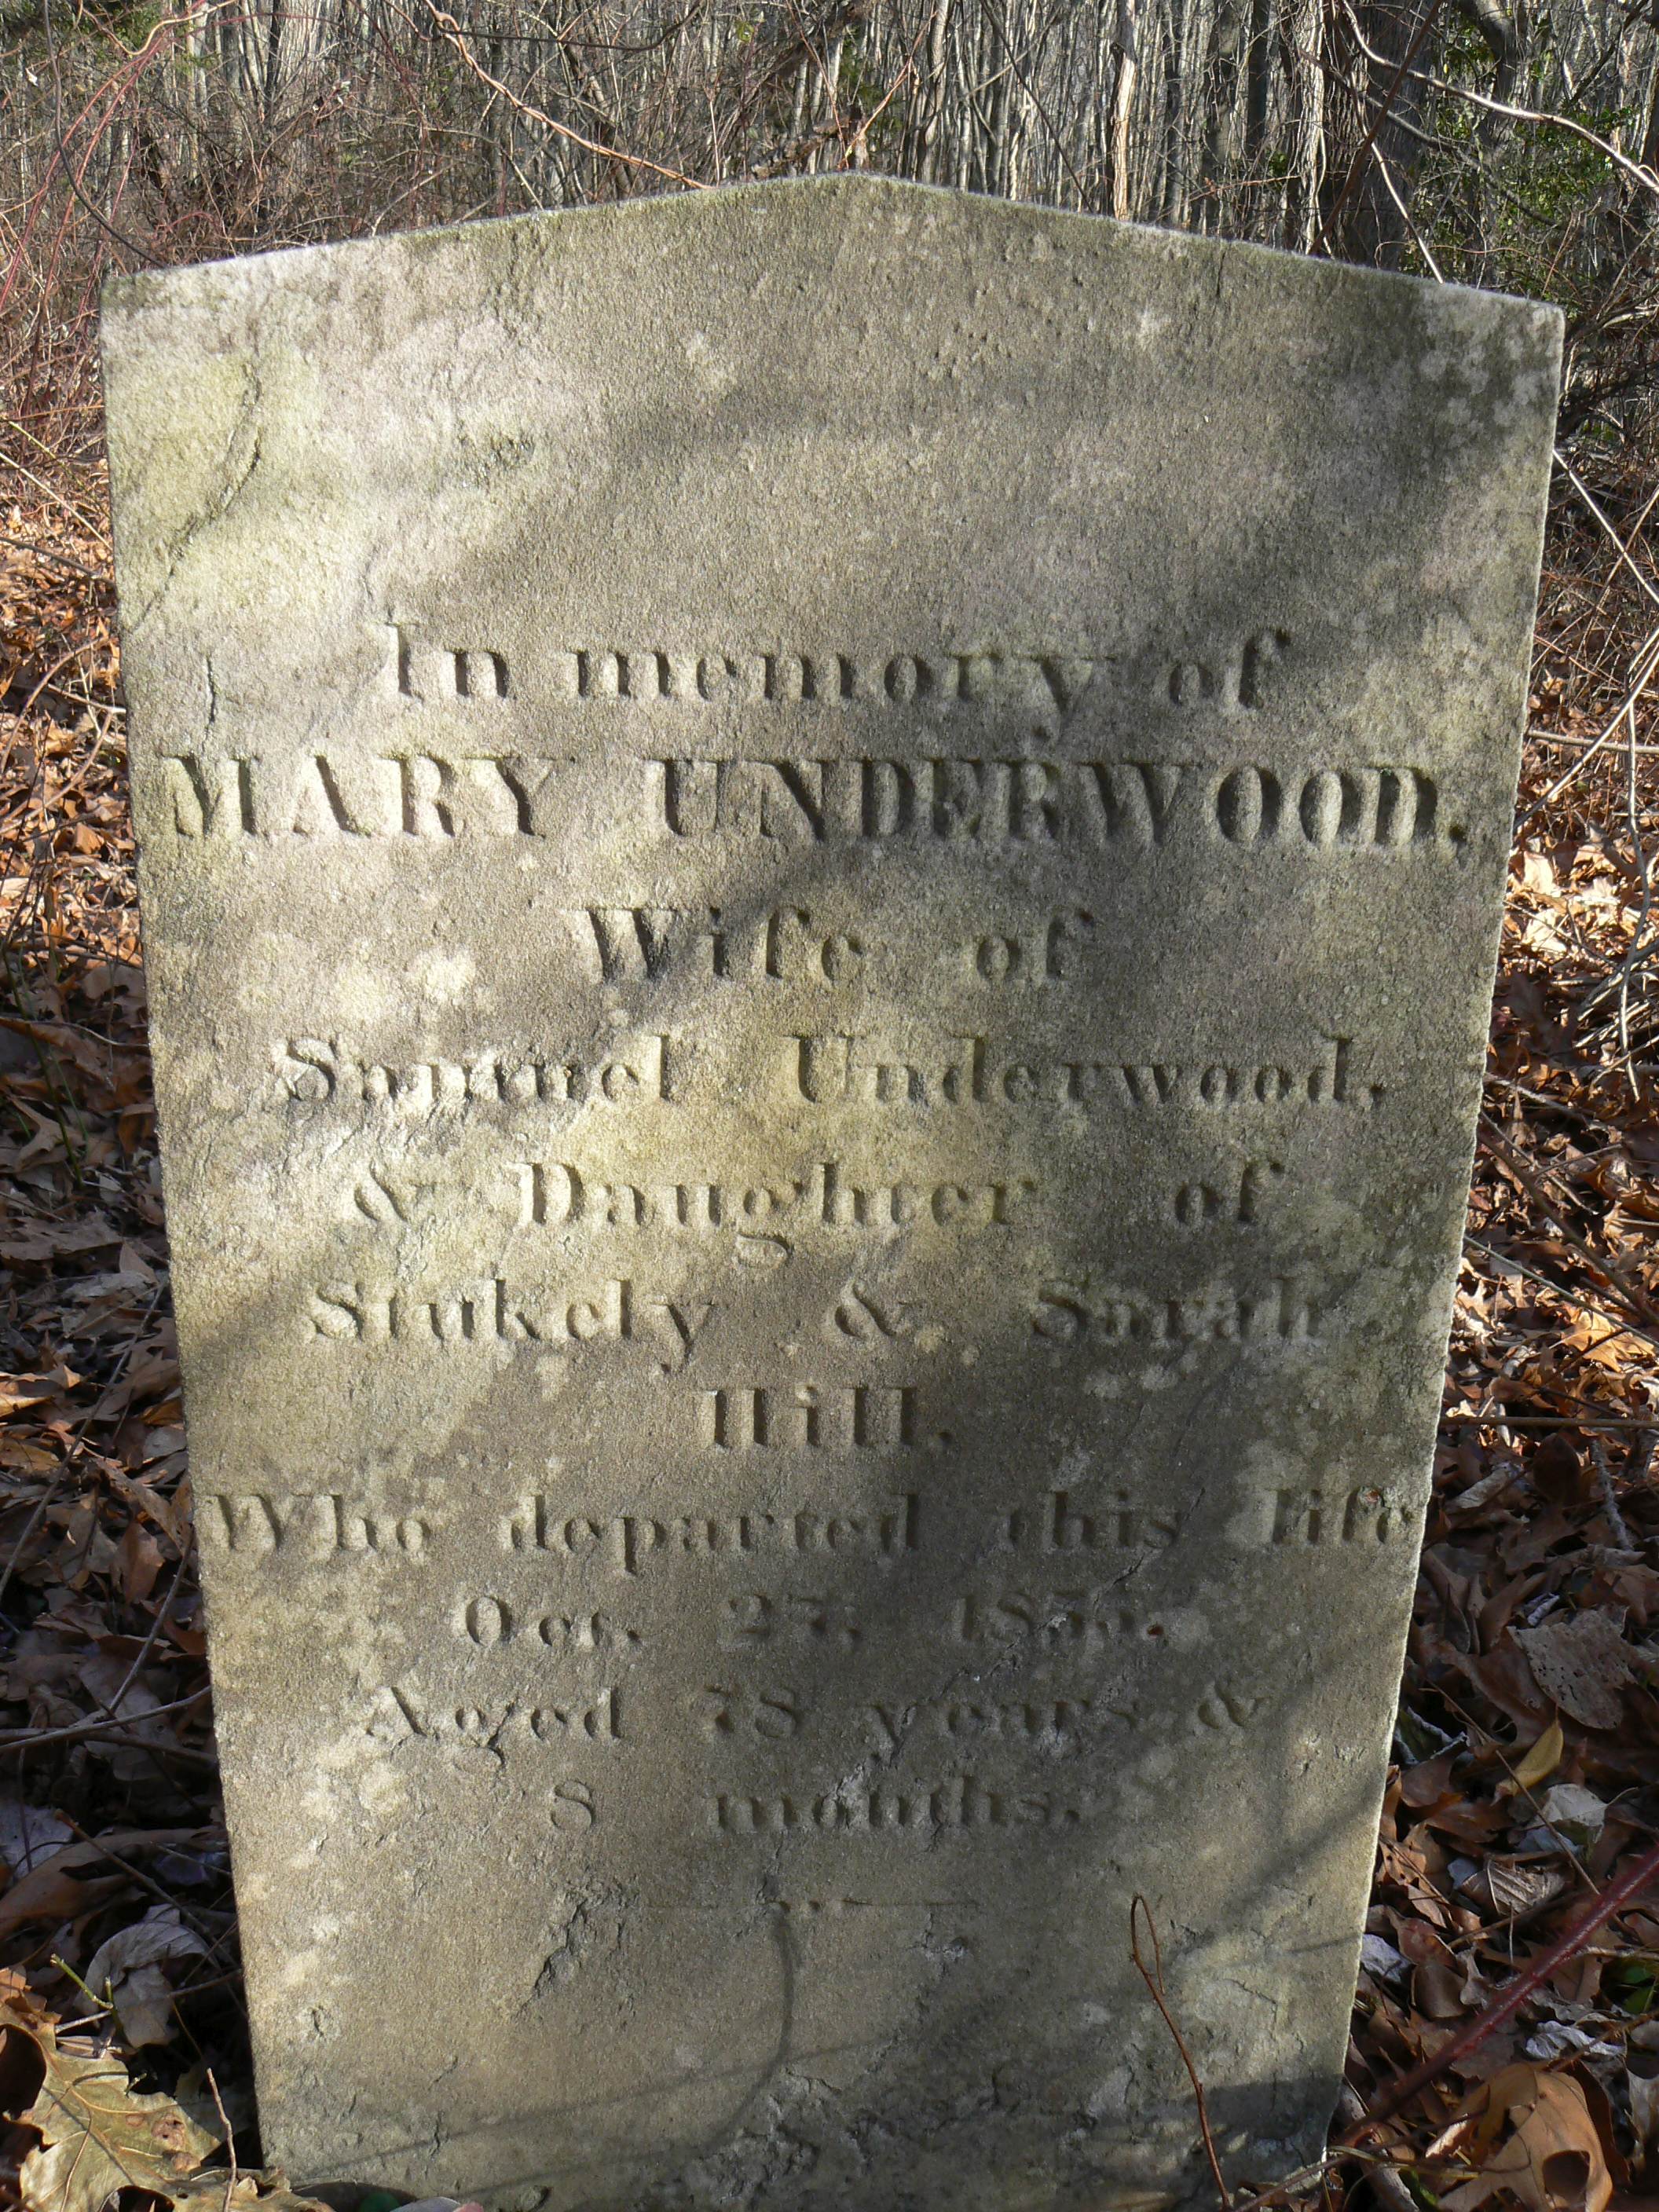 In memory of
MARY UNDERWOOD.
Wife of
Samuel Underwood,
& Daughter of
Stukely & Sarah
Hill.
Who departed this life
Oct.
Aged 78 years &
8 months.